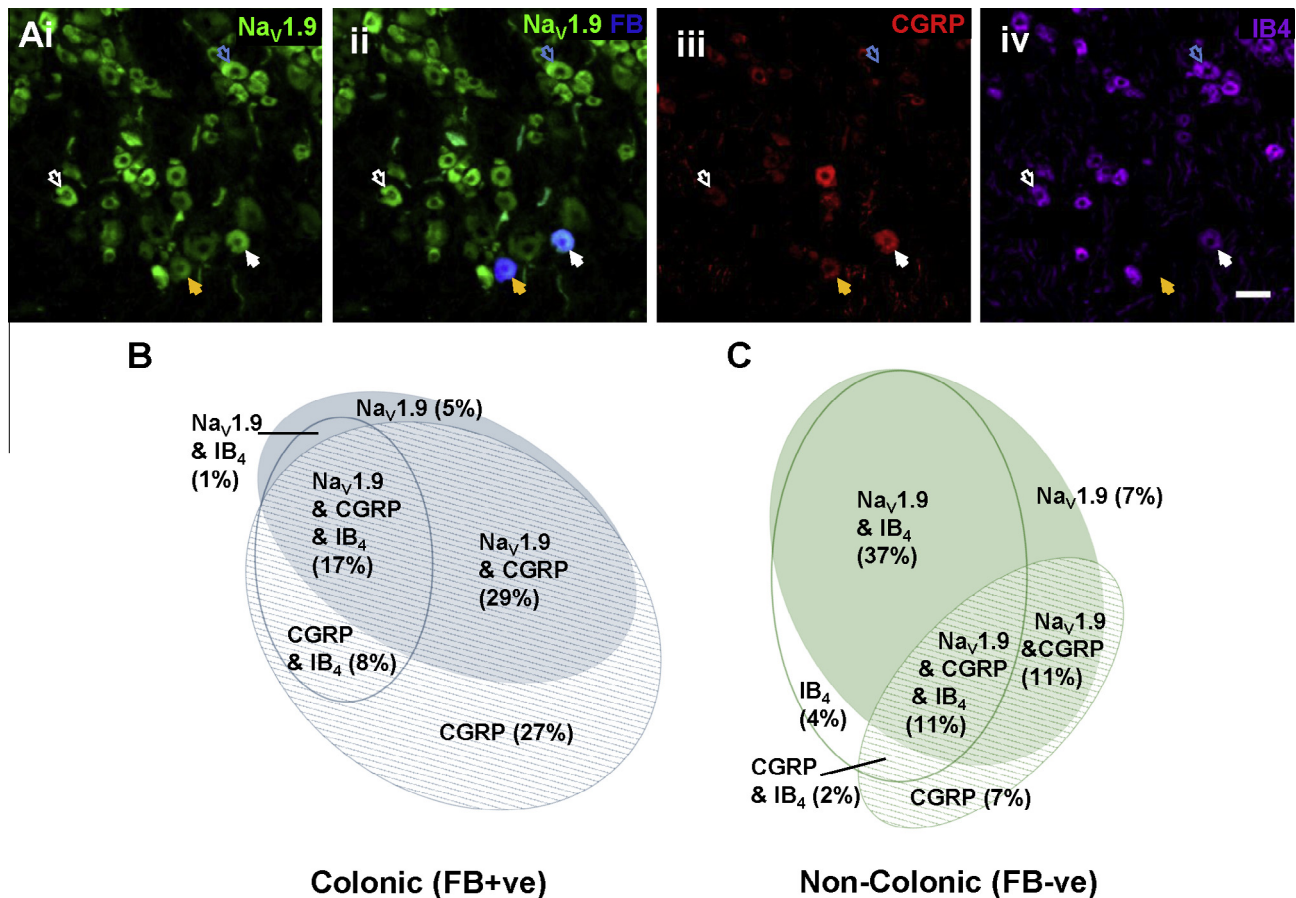 Ai
Naᵥ1.9
ii
Naᵥ1.9 FB
iii
CGRP
iv
IB4
B
Naᵥ1.9 (5%)
Naᵥ1.9
& IB₄
(1%)
Naᵥ1.9
& CGRP
& IB₄
(17%)
Naᵥ1.9
& CGRP
(29%)
CGRP
& IB₄ (8%)
CGRP (27%)
Colonic (FB+ve)
C
Naᵥ1.9
& IB₄
(37%)
Naᵥ1.9 (7%)
Naᵥ1.9
& CGRP
& IB₄
(11%)
Naᵥ1.9
&CGRP
(11%)
IB₄
(4%)
CGRP
& IB₄ (2%)
CGRP (7%)
Non-Colonic (FB-ve)